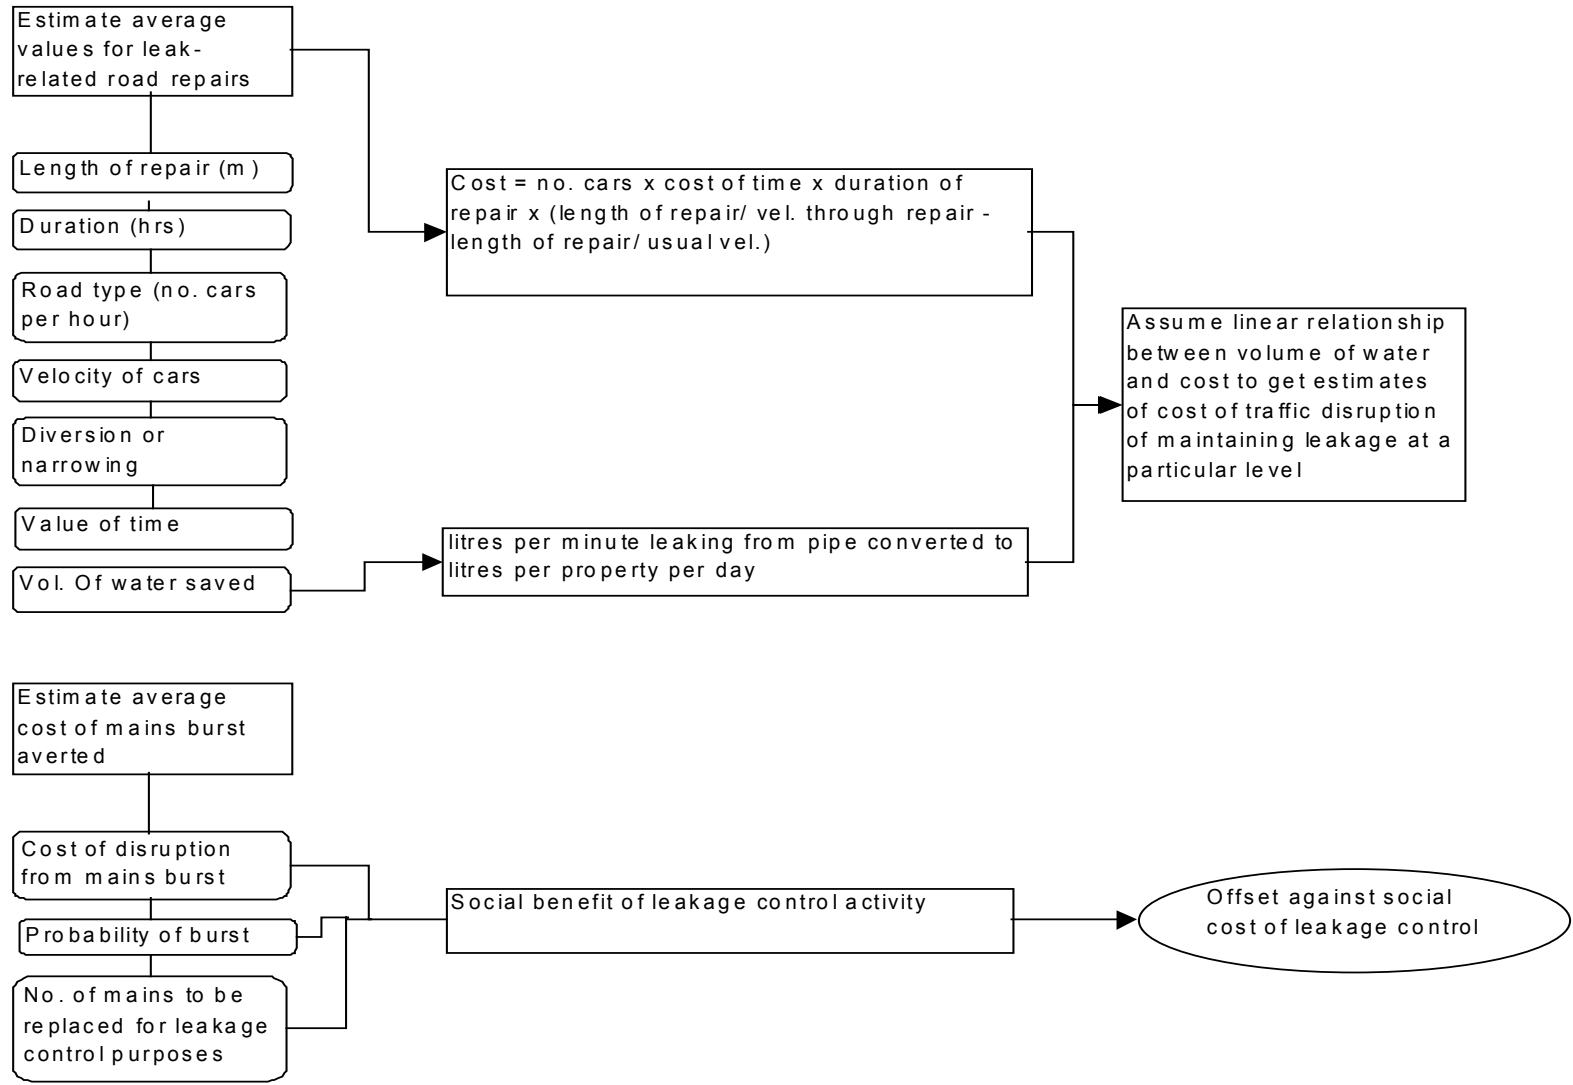 Estimate average
values for leak-
related road repairs
Length of repair (m)
Duration (hrs)
Road type (no. cars
per hour)
Velocity of cars
Diversion or
narrowing
Value of time
Vol. Of water saved
Cost = no. cars x cost of time x duration of
repair x (length of repair/ vel. through repair -
length of repair/ usual vel.)
litres per minute leaking from pipe converted to
litres per property per day
Assume linear relationship
between volume of water
and cost to get estimates
of cost of traffic disruption
of maintaining leakage at a
particular level
Estimate average
cost of mains burst
averted
Cost of disruption
from mains burst
Probability of burst
No. of mains to be
replaced for leakage
control purposes
Social benefit of leakage control activity
Offset against social
cost of leakage control